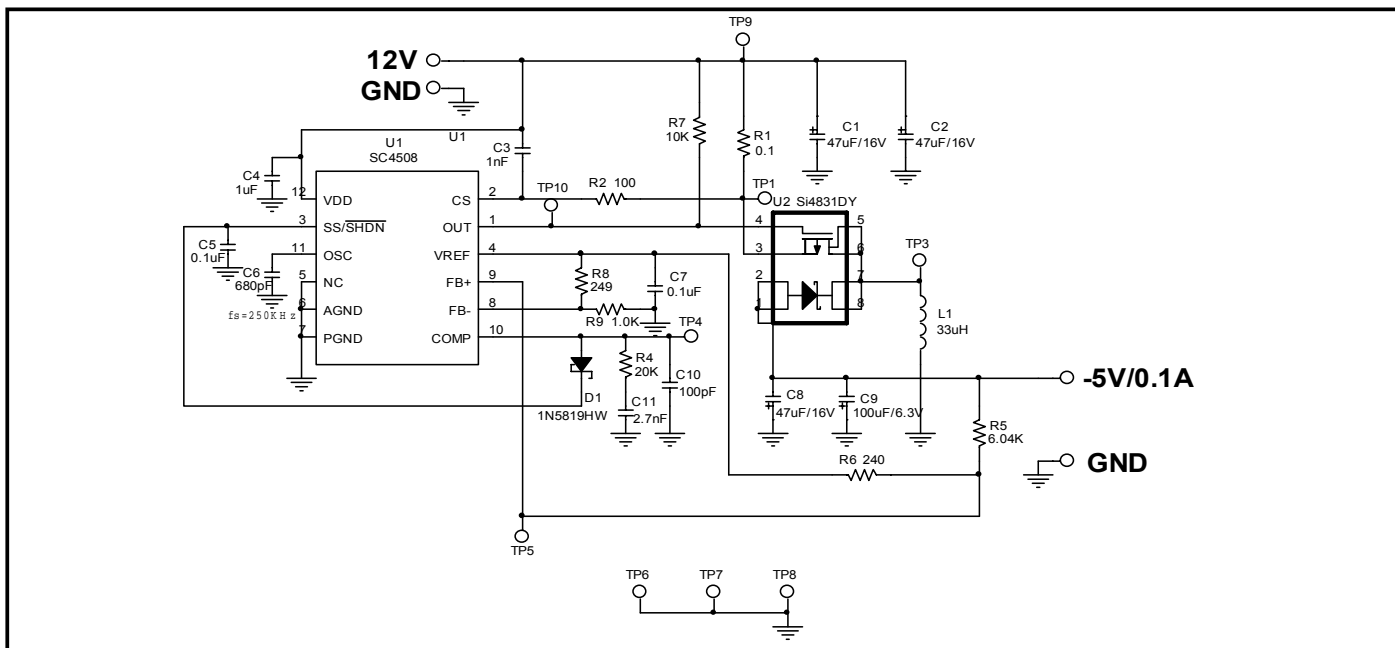 TP9
12V
GND
R7
10K
R1
0.1
C1
47uF/16V
C2
47uF/16V
U1
U1
SC4508
C3
1nF
C4
1uF
12
VDD
CS
2
R2 100
TP10
TP1
U2 Si4831DY
3
SS/SHDN
OUT
1
4
5
C5
0.1uF
11
OSC
VREF
4
3
6
TP3
C6
680pF
5
NC
FB+
9
R8
249
C7
0.1uF
2
7
fs=250KHz
6
AGND
FB-
8
R9 1.0K
1
8
L1
33uH
7
PGND
COMP
10
TP4
R4
20K
C10
100pF
D1
1N5819HW
C11
2.7nF
C8
47uF/16V
C9
100uF/6.3V
-5V/0.1A
R5
6.04K
R6 240
GND
TP5
TP6
TP7
TP8